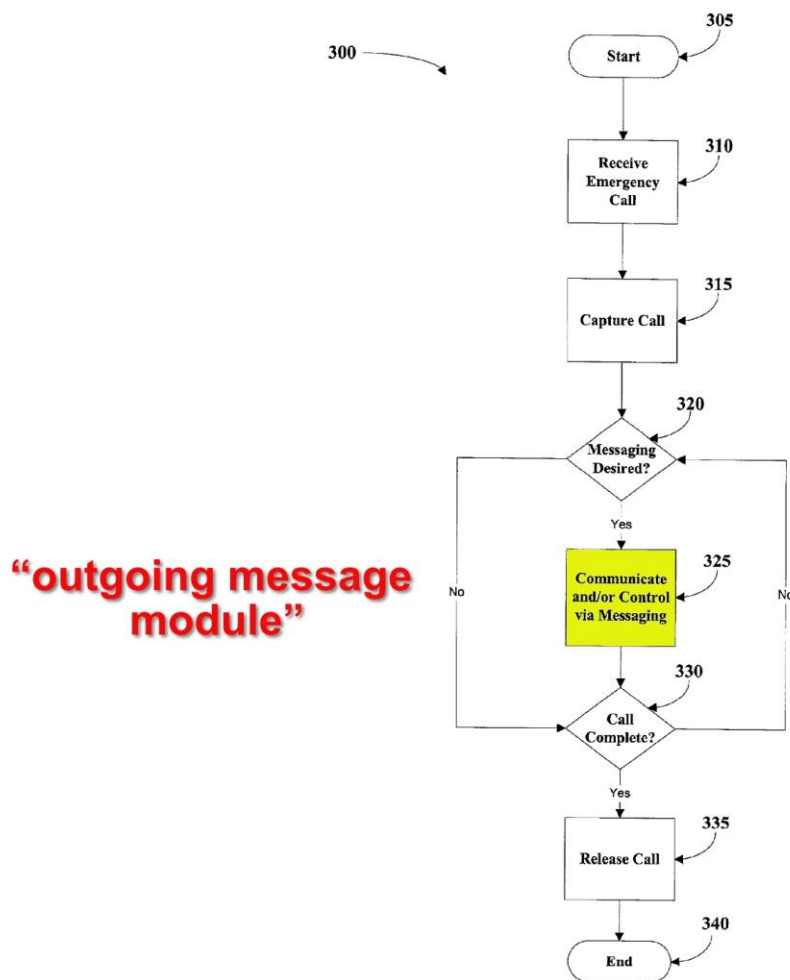 305
Start
300
310
Receive
Emergency
Call
315
Capture Call
320
Messaging
Desired?
Yes
“outgoing message
module”
325
Communicate
and/or Control
via Messaging
No
No
330
Call
Complete?
Yes
335
Release Call
340
End